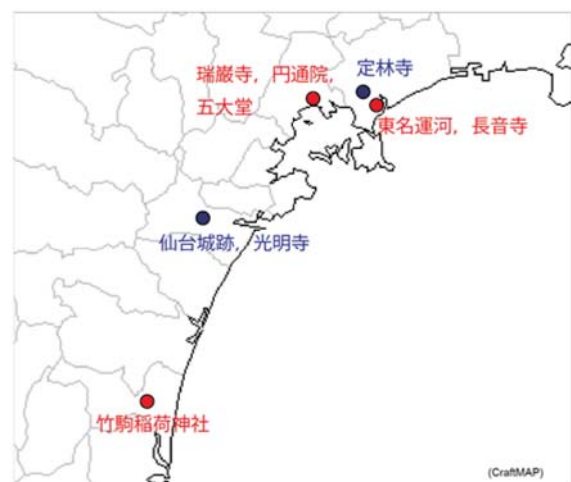 瑞巌寺，円通院，
五大堂
定林寺
東名運河，長音寺
仙台城跡，光明寺
竹駒稲荷神社
(CraftMAP)